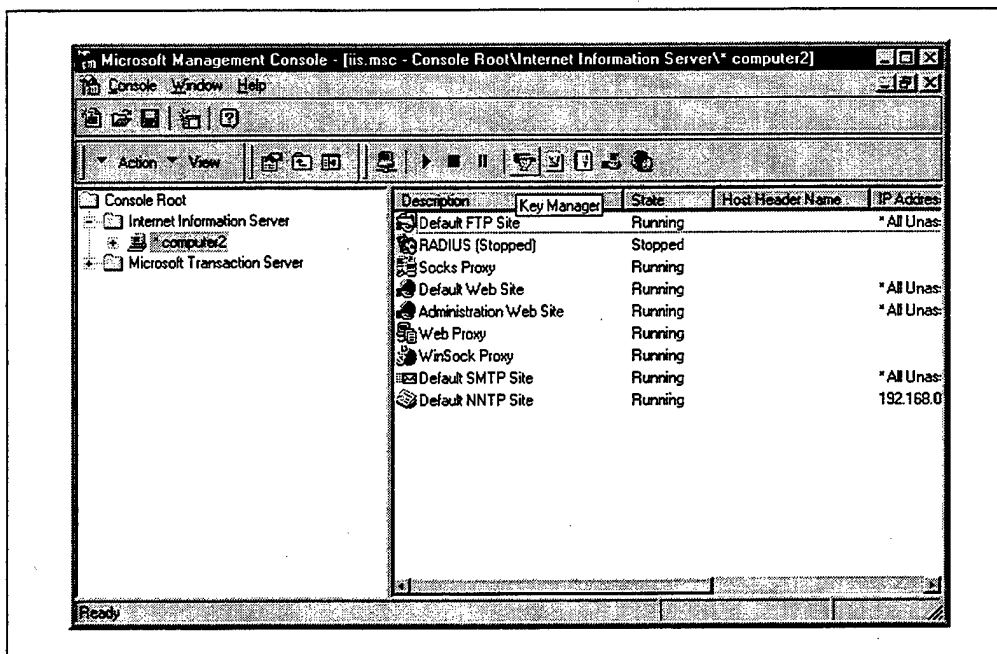 Microsoft Management Console - [iis.msc - Console Root\Internet Information Server\* computer2]
Console Window Help
Action View
Console Root
Internet Information Server
* computer2
Microsoft Transaction Server
Description Key Manager State Host Header Name IP Addres
Default FTP Site Running * All Unas
RADIUS (Stopped) Stopped
Socks Proxy Running
Default Web Site Running * All Unas
Administration Web Site Running * All Unas
Web Proxy Running
WinSock Proxy Running
Default SMTP Site Running * All Unas
Default NNTP Site Running 192.168.0
Ready